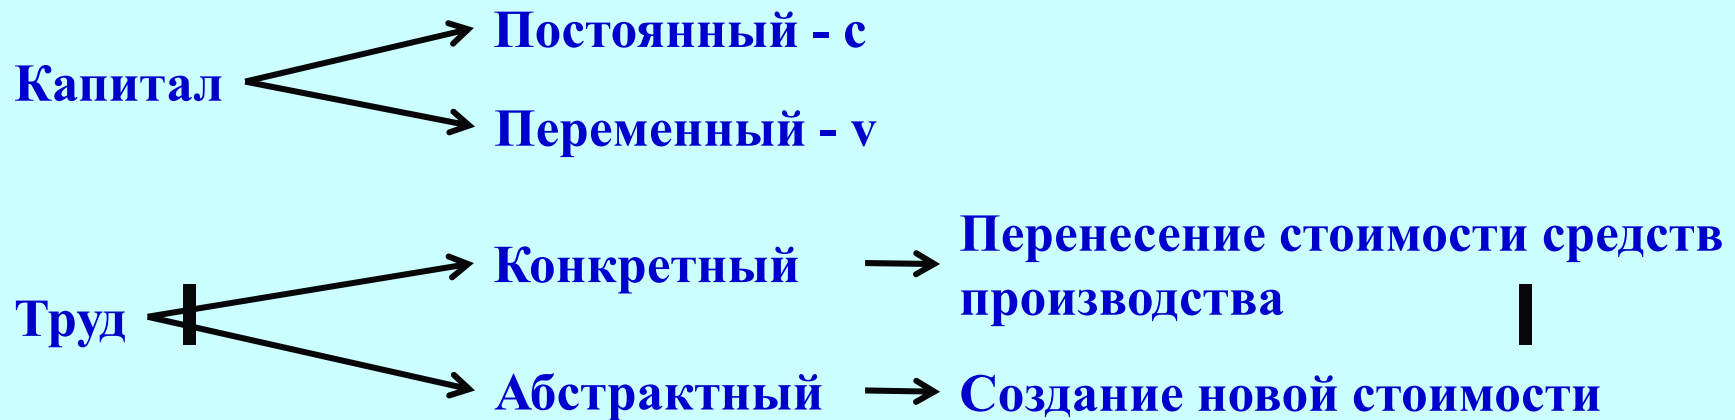 Постоянный - c
Капитал
Переменный - v
Перенесение стоимости средств
Конкретный
производства
Труд
Абстрактный
Создание новой стоимости